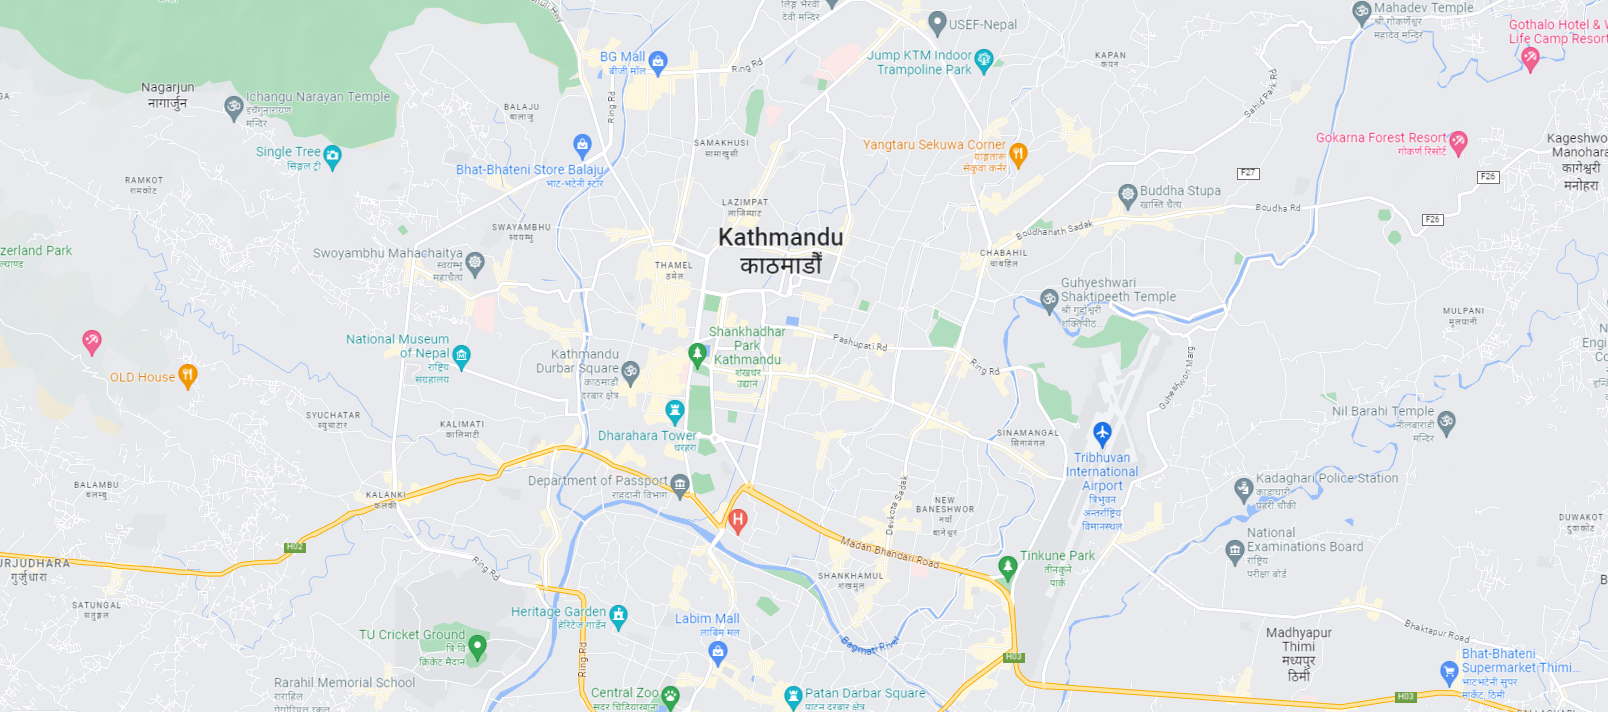 लिङ्ग भैरवी
देवी मन्दिर
USEF-Nepal
Mahadev Temple
श्री गोकर्णेश्वर
महादेव मन्दिर
Gothalo Hotel &
Life Camp Resort
BG Mall
बीजी मॉल
Ring Rd
Jump KTM Indoor
Trampoline Park
KAPAN
कपन
Nagarjun
नागार्जुन
Ichangu Narayan Temple
इचँगुनारायण
मन्दिर
BALAJU
बालाजु
Ring Rd
Sahid Park Rd
Single Tree
सिङ्गल ट्री
Bhat-Bhateni Store Balaju
भाट-भटेनी स्टोर
SAMAKHUSI
सामाखुसी
Yangtaru Sekuwa Corner
याङ्तारू
सेकुवा कर्नर
Gokarna Forest Resort
गोकर्ण रिसोर्ट
Kageshwo
Manohara
कागेश्वरी
मनोहरा
RAMKOT
रामकोट
F27
F26
Buddha Stupa
खास्ति चैत्य
LAZIMPAT
लाजिम्पाट
Boudha Rd
F26
SWAYAMBHU
स्वयम्भू
Kathmandu
काठमाडौँ
Boudhanath Sadak
zerland Park
ल्याण्ड
Swoyambhu Mahachaitya
स्वयम्भू
महाचैत्य
THAMEL
ठमेल
CHABAHIL
चाबहिल
Guhyeshwari
Shaktipeeth Temple
श्री गुह्येश्वरी
शक्तिपीठ...
MULPANI
मुलपानी
National Museum
of Nepal
राष्ट्रिय
संग्रहालय
Shankhadhar
Park
Kathmandu
शंखधर
उद्यान
Pashupati Rd
Kathmandu
Durbar Square
काठमाडौं
दरबार क्षेत्र
Ring Rd
Guheshwori Marg
OLD House
SYUCHATAR
स्युचाटार
KALIMATI
कालिमाटी
Dharahara Tower
धरहरा
SINAMANGAL
सिनामंगल
Nil Barahi Temple
नीलबाराही
मन्दिर
Tribhuvan
International
Airport
त्रिभुवन
अन्तर्राष्ट्रिय
विमानस्थल
BALAMBU
बलम्बु
KALANKI
कलंकी
Department of Passport
राहदानी विभाग
Devkota Sadak
NEW
BANESHWOR
नयाँ
बानेश्वर
Kadaghari Police Station
काडाघारी
प्रहरी चौकी
DUWAKOT
दुवाकोट
H
H02
Madan Bhandari Road
National
Examinations Board
राष्ट्रिय
परीक्षा बोर्ड
URJUDHARA
गुर्जुधारा
Ring Rd
Tinkune Park
तीनकुने
पार्क
SHANKHAMUL
शंखमुल
SATUNGAL
सतुङ्गल
Heritage Garden
हेरिटेज गार्डेन
Labim Mall
लाबिम मल
Bagmati River
TU Cricket Ground
त्रि वि
क्रिकेट मैदान
Ring Rd
H03
Madhyapur
Thimi
मध्यपुर
ठिमी
Bhaktapur Road
Bhat-Bhateni
Supermarket Thimi...
भाटभटेनी सुपर
मार्केट, ठिमी
H03
Rarahil Memorial School
राराहिल
Central Zoo
सदर चिडियाखाना
Patan Darbar Square
पाटन दरबार क्षेत्र